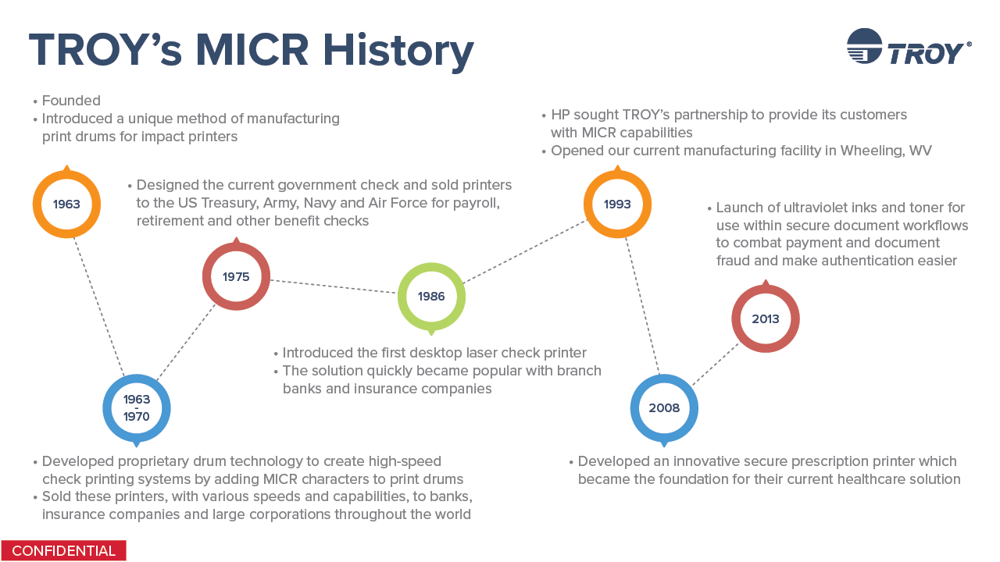 TROY's MICR History
TROY®
• Founded
• Introduced a unique method of manufacturing
print drums for impact printers
1963
1963
-
1970
• Developed proprietary drum technology to create high-speed
check printing systems by adding MICR characters to print drums
• Sold these printers, with various speeds and capabilities, to banks,
insurance companies and large corporations throughout the world
• Designed the current government check and sold printers
to the US Treasury, Army, Navy and Air Force for payroll,
retirement and other benefit checks
1975
1986
• Introduced the first desktop laser check printer
• The solution quickly became popular with branch
banks and insurance companies
• HP sought TROY's partnership to provide its customers
with MICR capabilities
• Opened our current manufacturing facility in Wheeling, WV
1993
2008
• Developed an innovative secure prescription printer which
became the foundation for their current healthcare solution
• Launch of ultraviolet inks and toner for
use within secure document workflows
to combat payment and document
fraud and make authentication easier
2013
CONFIDENTIAL